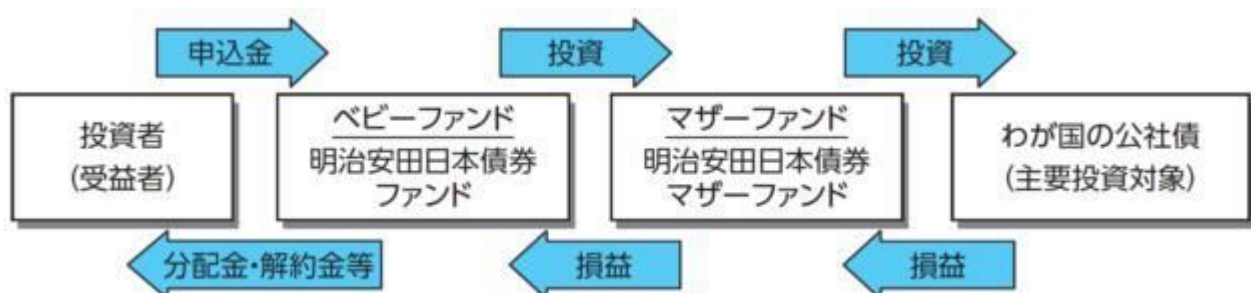 申込金
投資
投資
投資者
(受益者)
ベビーファンド
明治安田日本債券
ファンド
マザーファンド
明治安田日本債券
マザーファンド
わが国の公社債
(主要投資対象)
分配金・解約金等
損益
損益